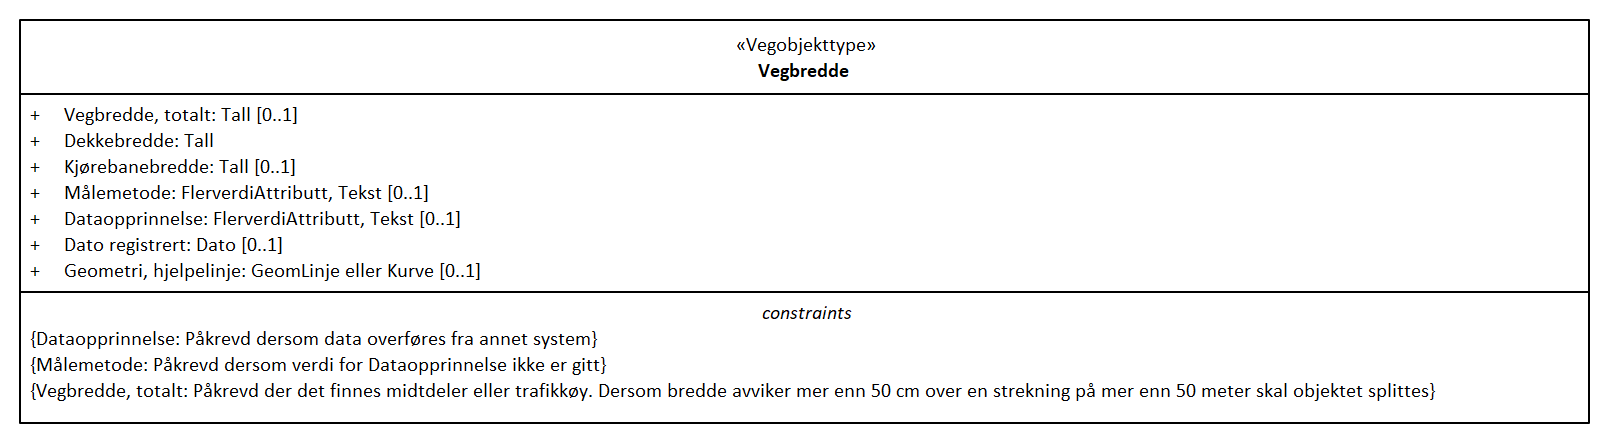 «Vegobjekttype»
Vegbredde
+ Vegbredde, totalt: Tall [0..1]
+ Dekkebredde: Tall
+ Kjørebanebredde: Tall [0..1]
+ Målemetode: FlerverdiAttributt, Tekst [0..1]
+ Dataopprinnelse: FlerverdiAttributt, Tekst [0..1]
+ Dato registrert: Dato [0..1]
+ Geometri, hjelpelinje: GeomLinje eller Kurve [0..1]
constraints
{Dataopprinnelse: Påkrevd dersom data overføres fra annet system}
{Målemetode: Påkrevd dersom verdi for Dataopprinnelse ikke er gitt}
{Vegbredde, totalt: Påkrevd der det finnes midtdeler eller trafikkøy. Dersom bredde avviker mer enn 50 cm over en strekning på mer enn 50 meter skal objektet splittes}